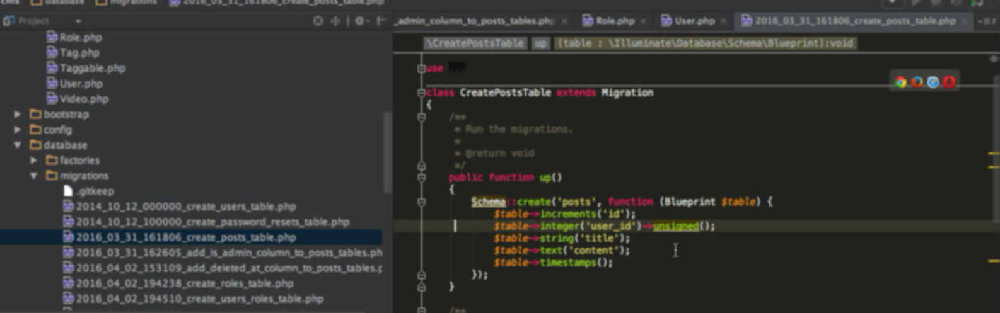 cms database migrations 2016_03_31_161806_create_posts_table.php
Project
Role.php
Tag.php
Taggable.php
User.php
Video.php
bootstrap
config
database
factories
migrations
.gitkeep
2014_10_12_000000_create_users_table.php
2014_10_12_100000_create_password_resets_table.php
2016_03_31_161806_create_posts_table.php
2016_03_31_162605_add_is_admin_column_to_posts_tables.ph
2016_04_02_153109_add_deleted_at_column_to_posts_tables.p
2016_04_02_194238_create_roles_table.php
2016_04_02_194510_create_users_roles_table.php
_admin_column_to_posts_tables.php Role.php User.php 2016_03_31_161806_create_posts_table.php
\CreatePostsTable up (table : \Illuminate\Database\Schema\Blueprint):void
use ...
class CreatePostsTable extends Migration
{
/**
* Run the migrations.
*
* @return void
*/
public function up()
{
Schema::create('posts', function (Blueprint $table) {
$table->increments('id');
$table->integer('user_id')->unsigned();
$table->string('title');
$table->text('content');
$table->timestamps();
});
}
/**